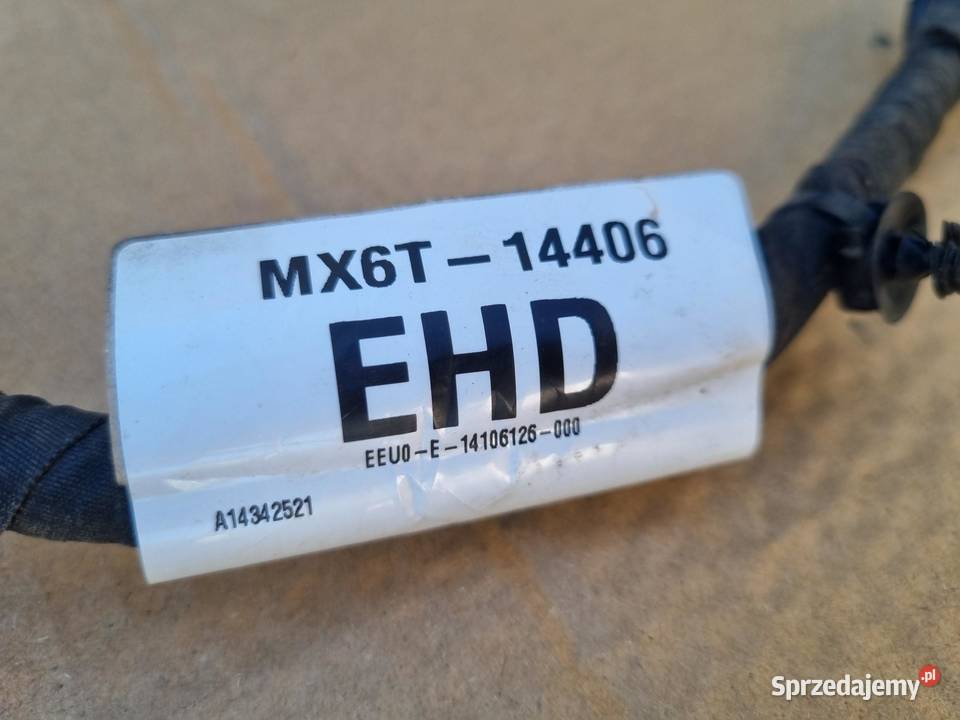 MX6T-14406
EHD
EEU0-E-14106126-000
A14342521
Sprzedajemy.pl